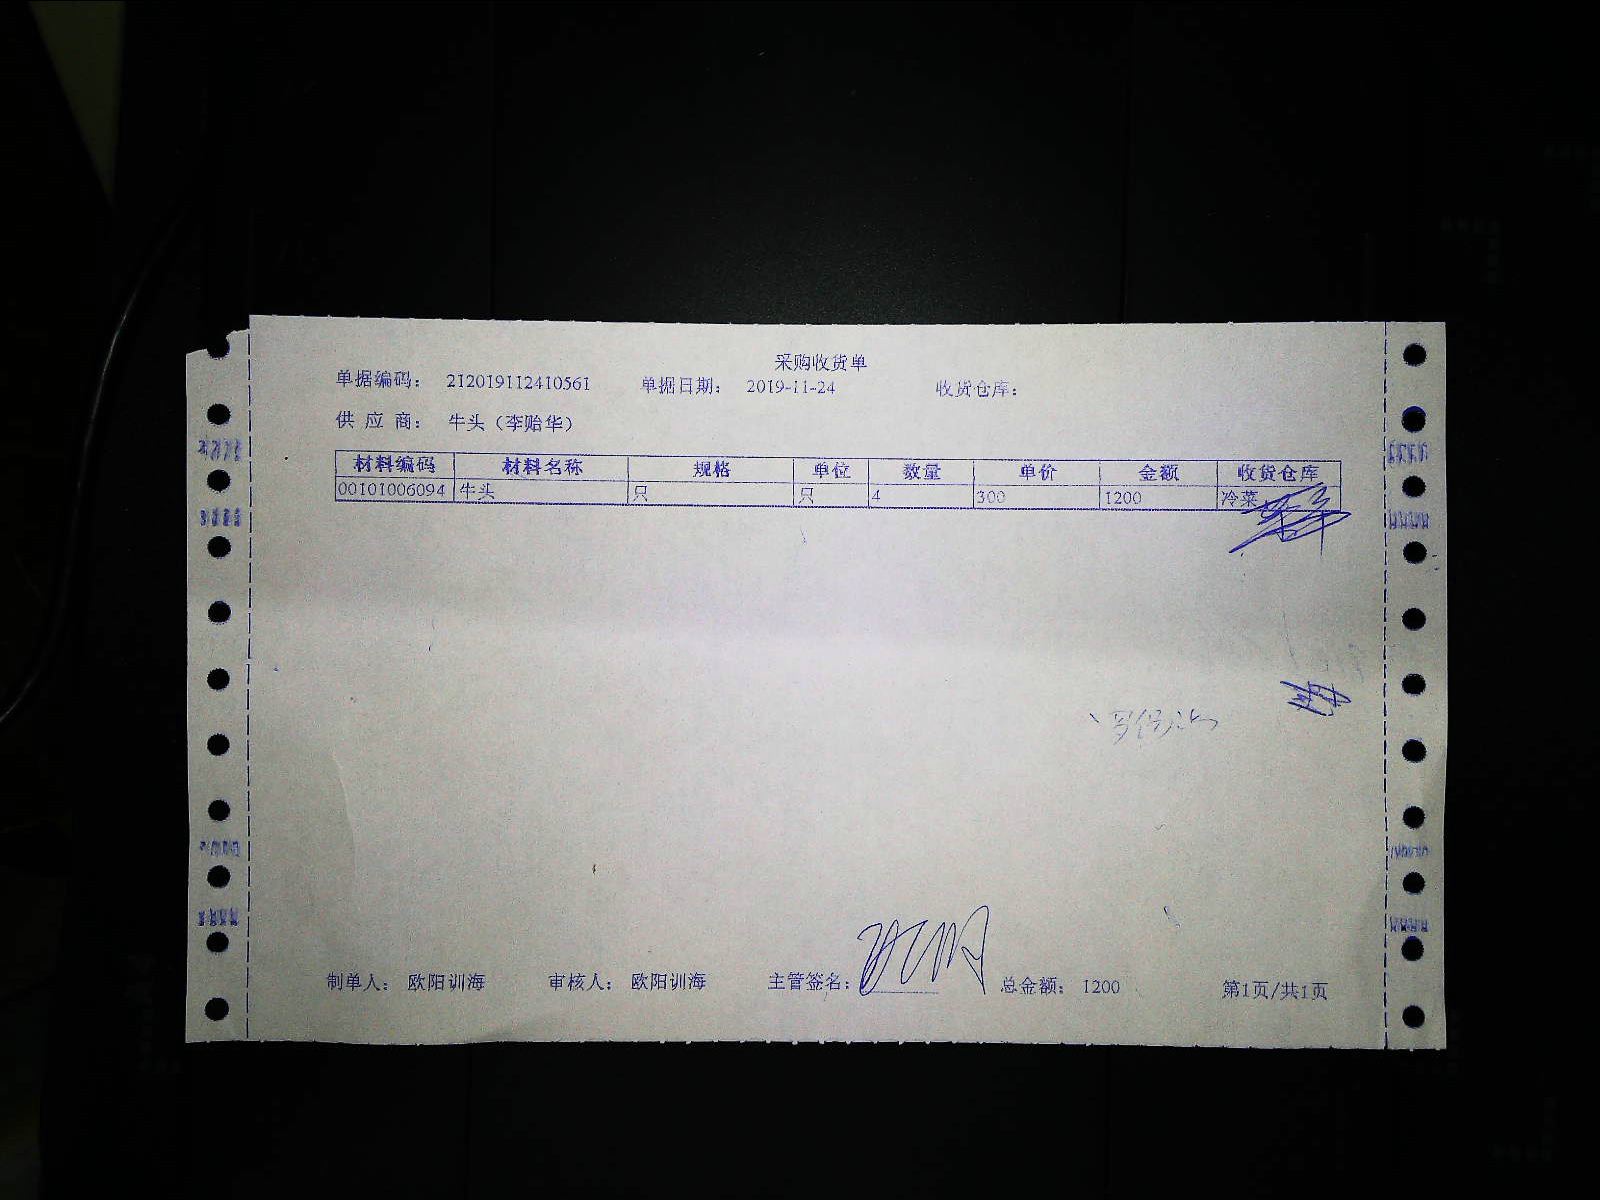 采购收货单
单据编码： 212019112410561 单据日期： 2019-11-24 收货仓库：
供 应 商： 牛头（李贻华）
材料编码 材料名称 规格 单位 数量 单价 金额 收货仓库
00101006094 牛头 只 只 4 300 1200 冷菜
制单人： 欧阳训海 审核人： 欧阳训海 主管签名： 总金额： 1200 第1页/共1页